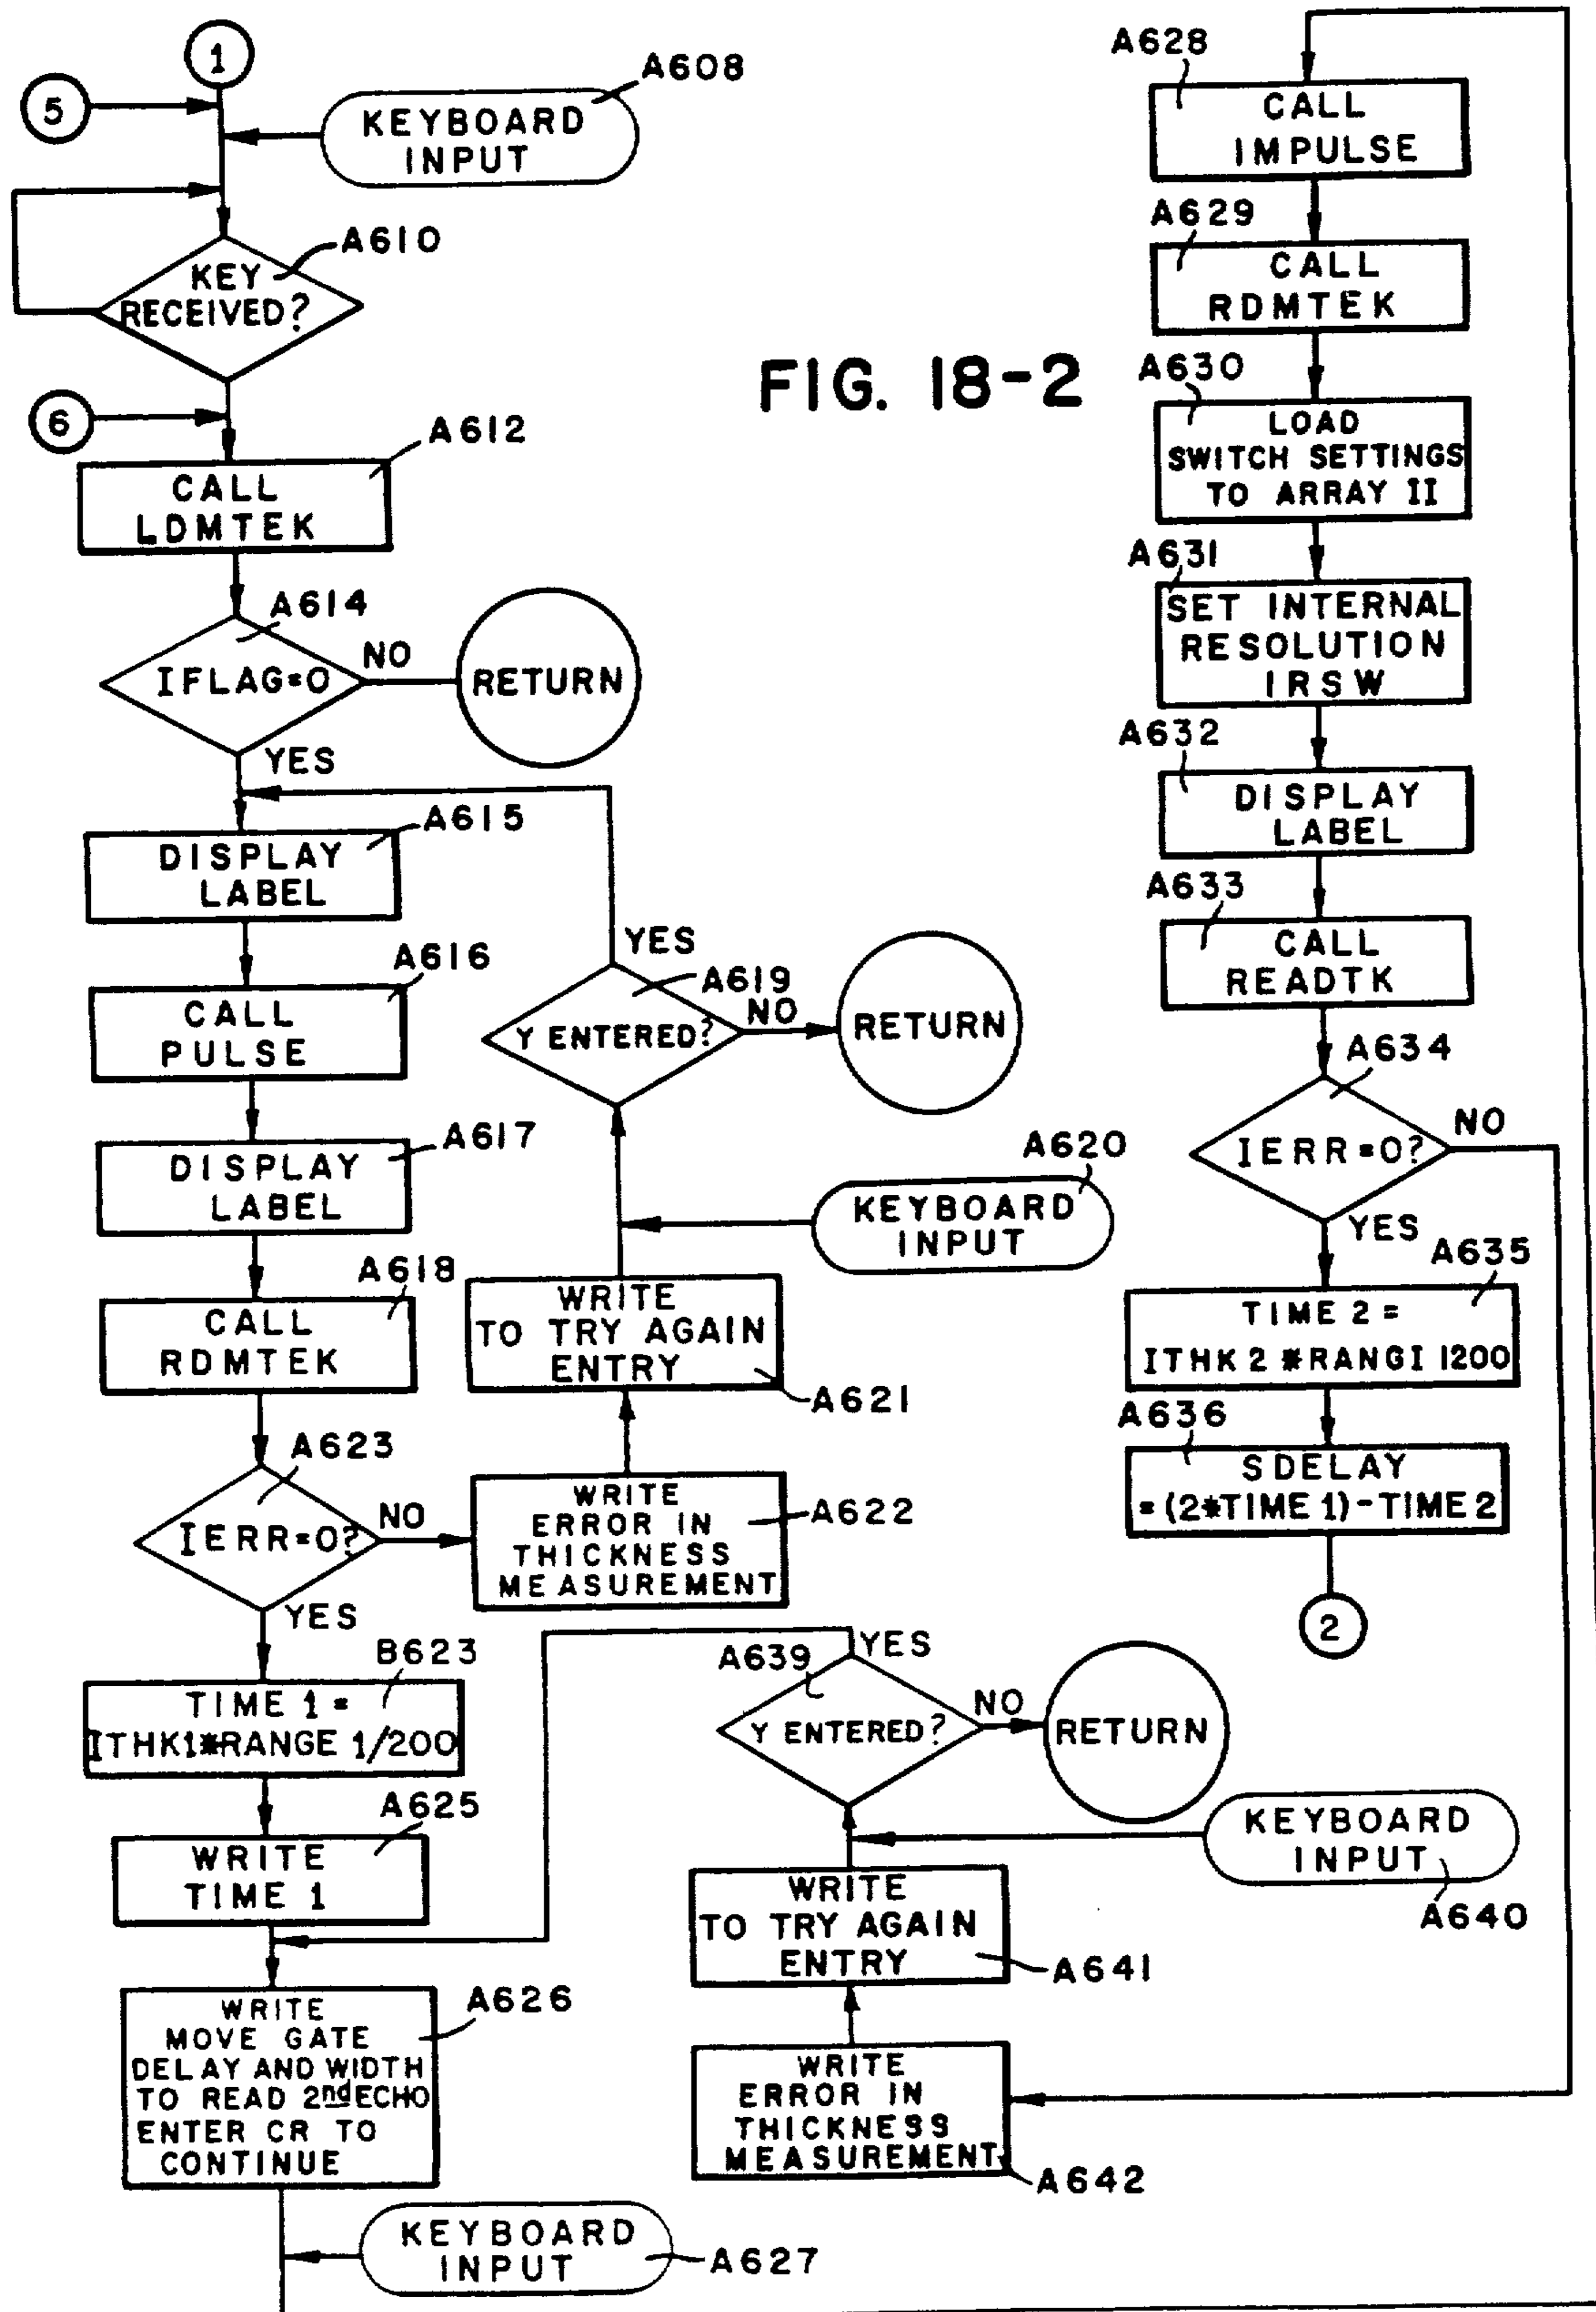 1
5
A608
KEYBOARD
INPUT
A610
KEY
RECEIVED?
6
A612
CALL
LDMTEK
A614
IFLAG=0
NO
RETURN
YES
A615
DISPLAY
LABEL
A616
CALL
PULSE
A617
DISPLAY
LABEL
A618
CALL
RDMTEK
A623
IERR=0?
NO
YES
B623
TIME 1 =
ITHK1*RANGE 1/200
A625
WRITE
TIME 1
A626
WRITE
MOVE GATE
DELAY AND WIDTH
TO READ 2nd ECHO
ENTER CR TO
CONTINUE
KEYBOARD
INPUT
A627
YES
A619
Y ENTERED?
NO
RETURN
A620
KEYBOARD
INPUT
WRITE
TO TRY AGAIN
ENTRY
A621
WRITE
ERROR IN
THICKNESS
MEASUREMENT
A622
YES
A639
Y ENTERED?
NO
RETURN
KEYBOARD
INPUT
A640
WRITE
TO TRY AGAIN
ENTRY
A641
WRITE
ERROR IN
THICKNESS
MEASUREMENT
A642
FIG. 18-2
A628
CALL
IMPULSE
A629
CALL
RDMTEK
A630
LOAD
SWITCH SETTINGS
TO ARRAY II
A631
SET INTERNAL
RESOLUTION
IRSW
A632
DISPLAY
LABEL
A633
CALL
READTK
A634
IERR=0?
NO
YES
A635
TIME 2 =
ITHK 2 *RANGI 1200
A636
SDELAY
=(2*TIME 1)-TIME 2
2